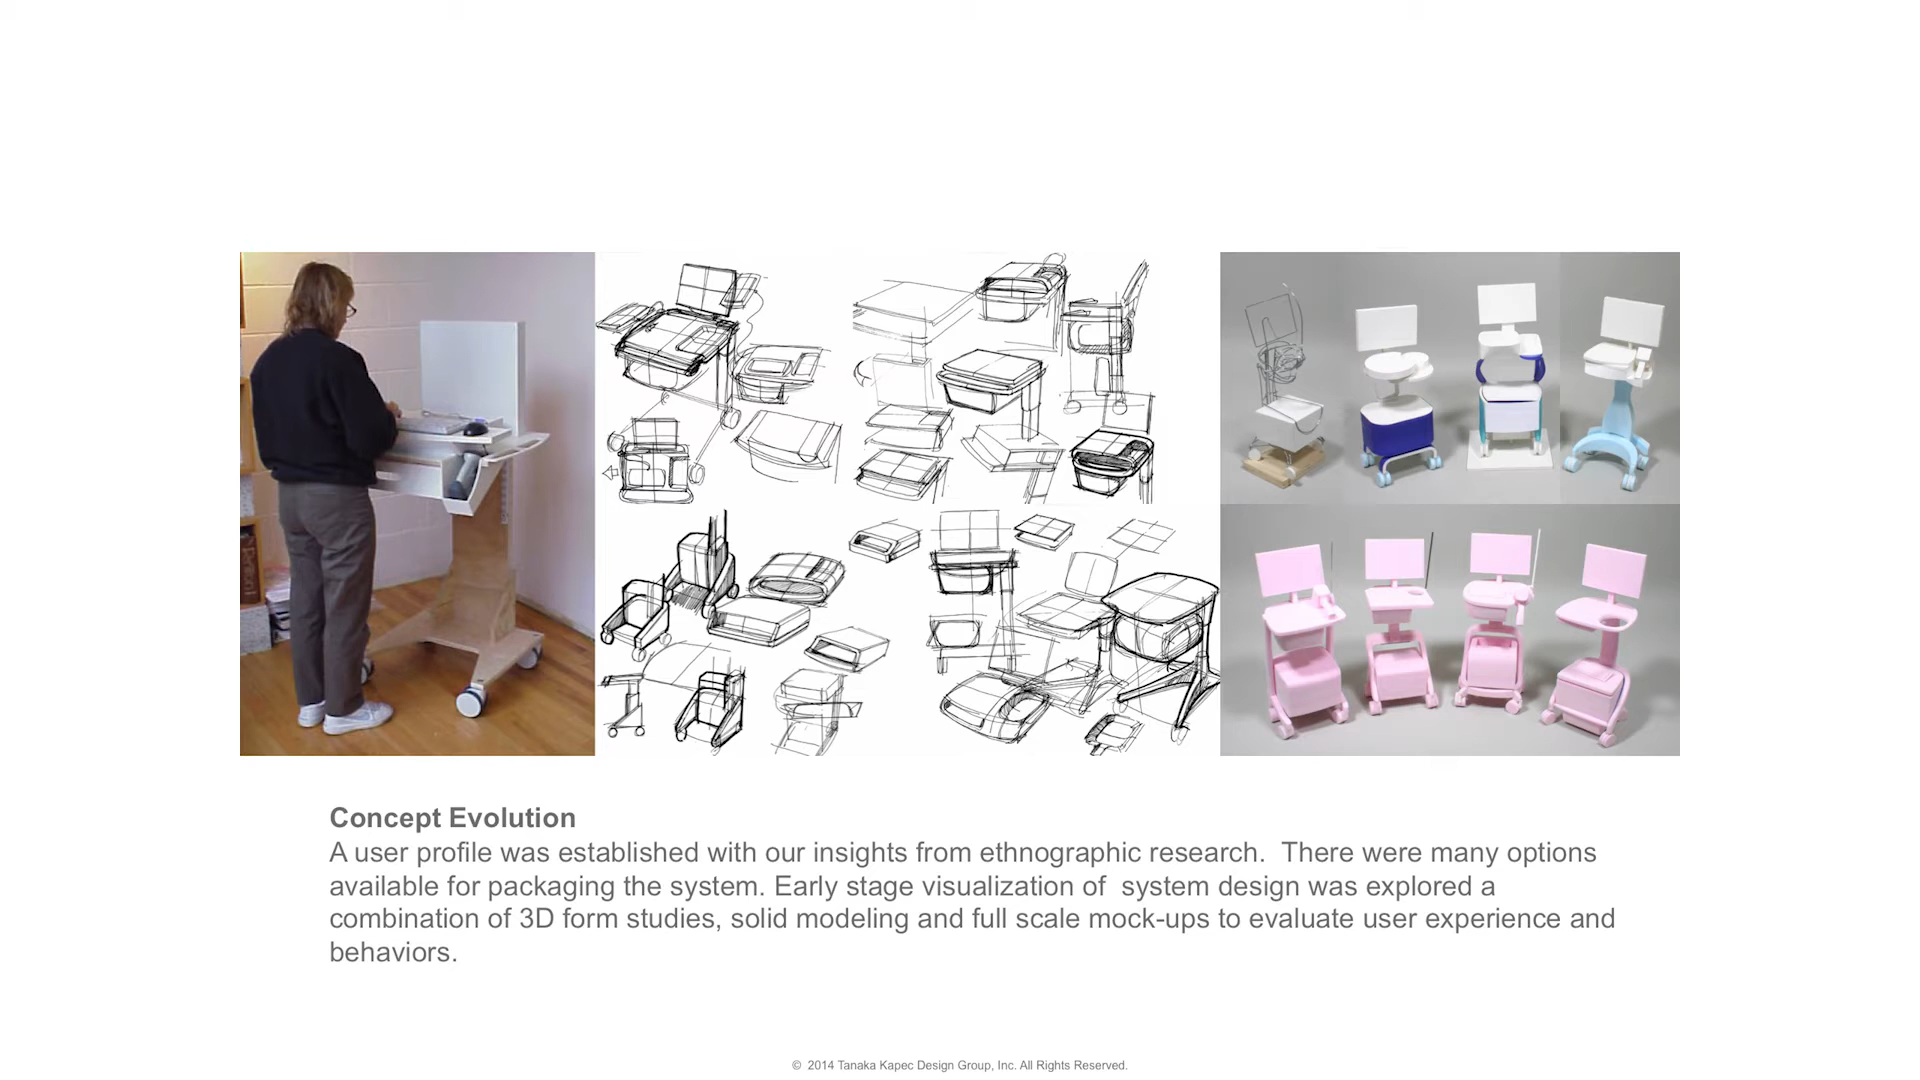 Concept Evolution
A user profile was established with our insights from ethnographic research.  There were many options
available for packaging the system. Early stage visualization of  system design was explored a
combination of 3D form studies, solid modeling and full scale mock-ups to evaluate user experience and
behaviors.
© 2014 Tanaka Kapec Design Group, Inc. All Rights Reserved.